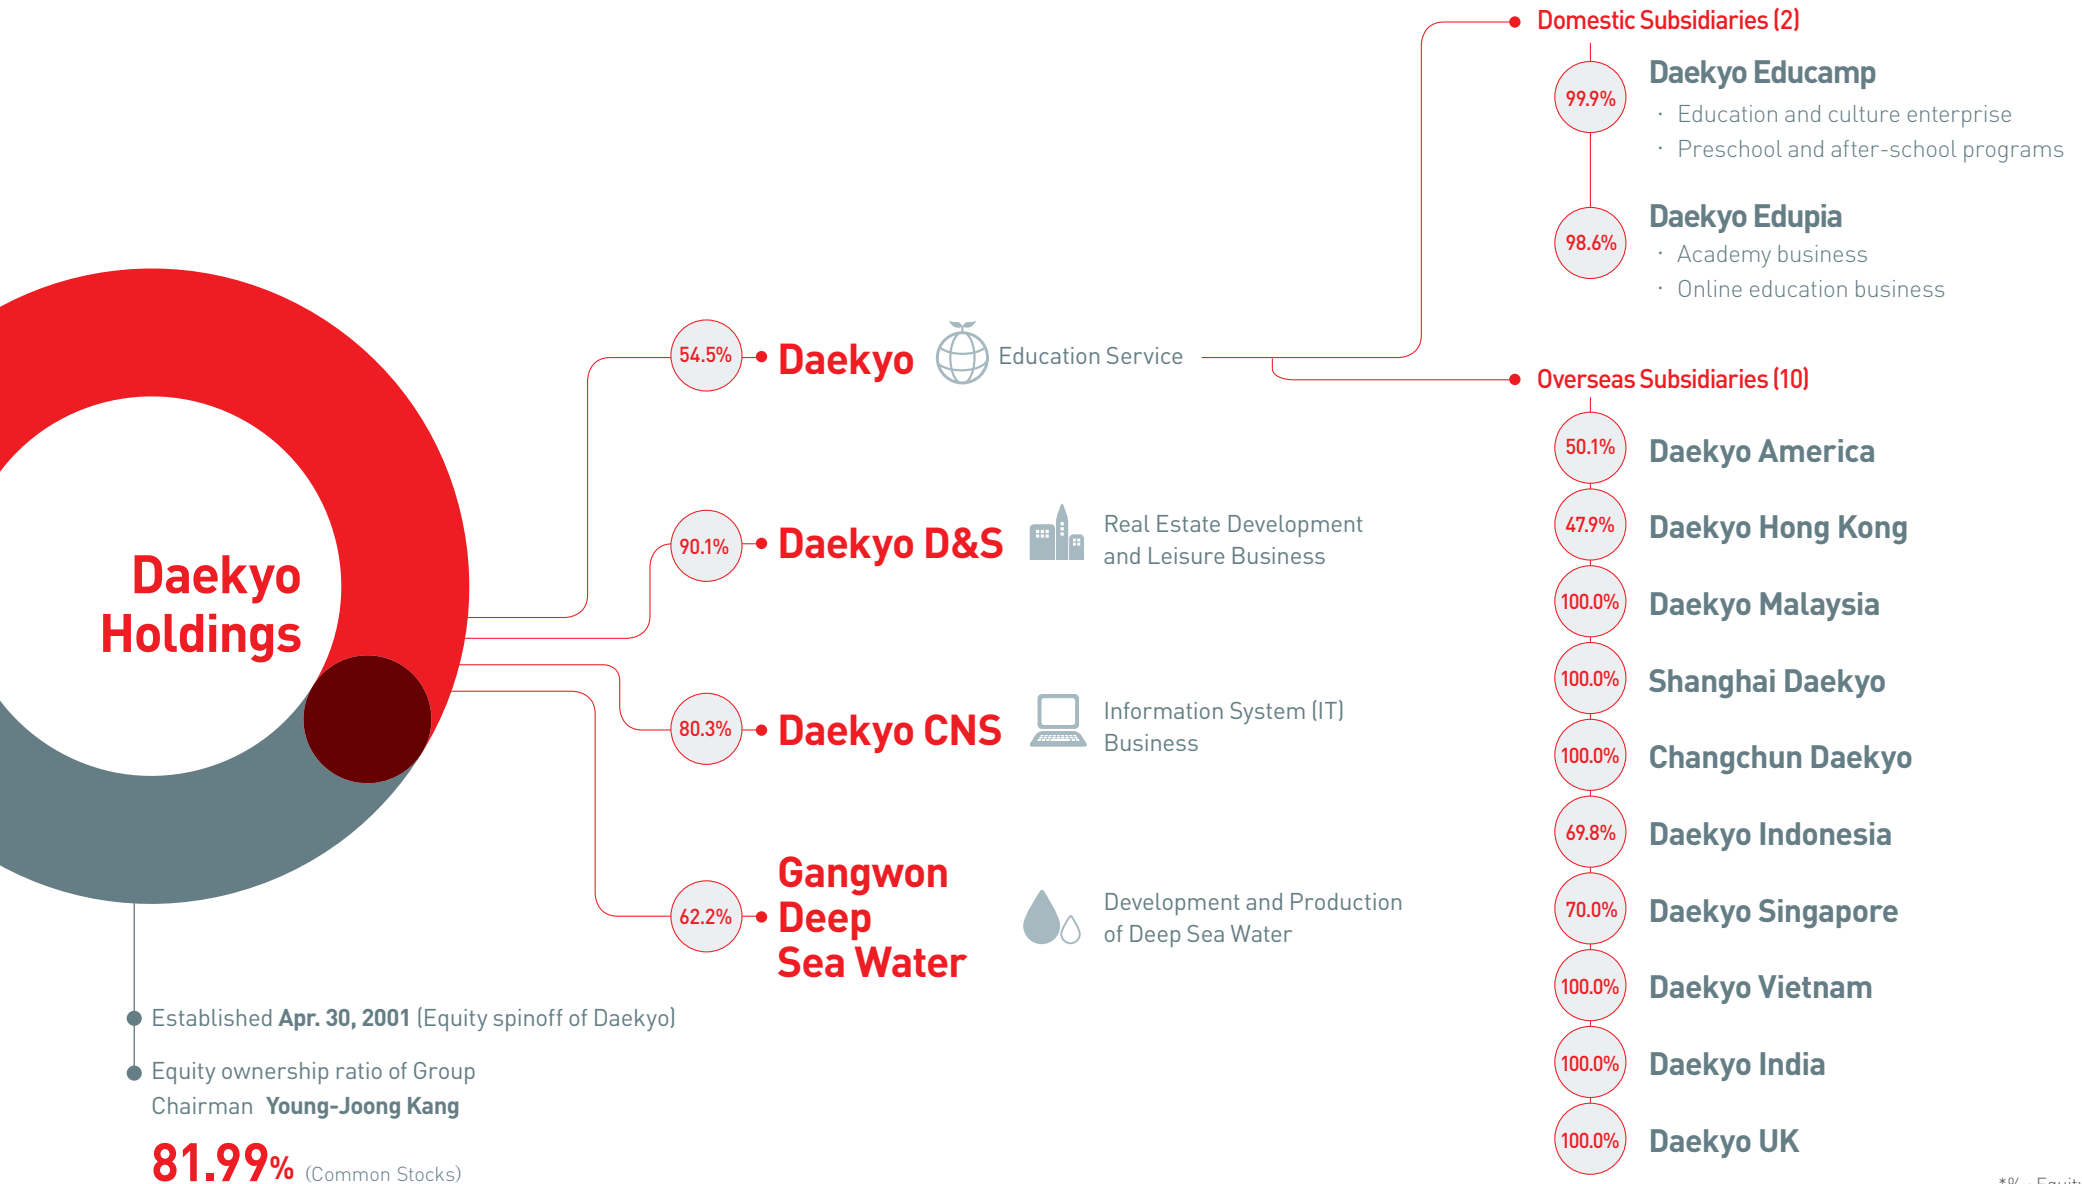 Daekyo
Holdings
Established Apr. 30, 2001 (Equity spinoff of Daekyo)
Equity ownership ratio of Group
Chairman Young-Joong Kang
81.99% (Common Stocks)
54.5%
Daekyo
Education Service
90.1%
Daekyo D&S
Real Estate Development
and Leisure Business
80.3%
Daekyo CNS
Information System (IT)
Business
62.2%
Gangwon
Deep
Sea Water
Development and Production
of Deep Sea Water
Domestic Subsidiaries (2)
99.9%
Daekyo Educamp
· Education and culture enterprise
· Preschool and after-school programs
98.6%
Daekyo Edupia
· Academy business
· Online education business
Overseas Subsidiaries (10)
50.1% Daekyo America
47.9% Daekyo Hong Kong
100.0% Daekyo Malaysia
100.0% Shanghai Daekyo
100.0% Changchun Daekyo
69.8% Daekyo Indonesia
70.0% Daekyo Singapore
100.0% Daekyo Vietnam
100.0% Daekyo India
100.0% Daekyo UK